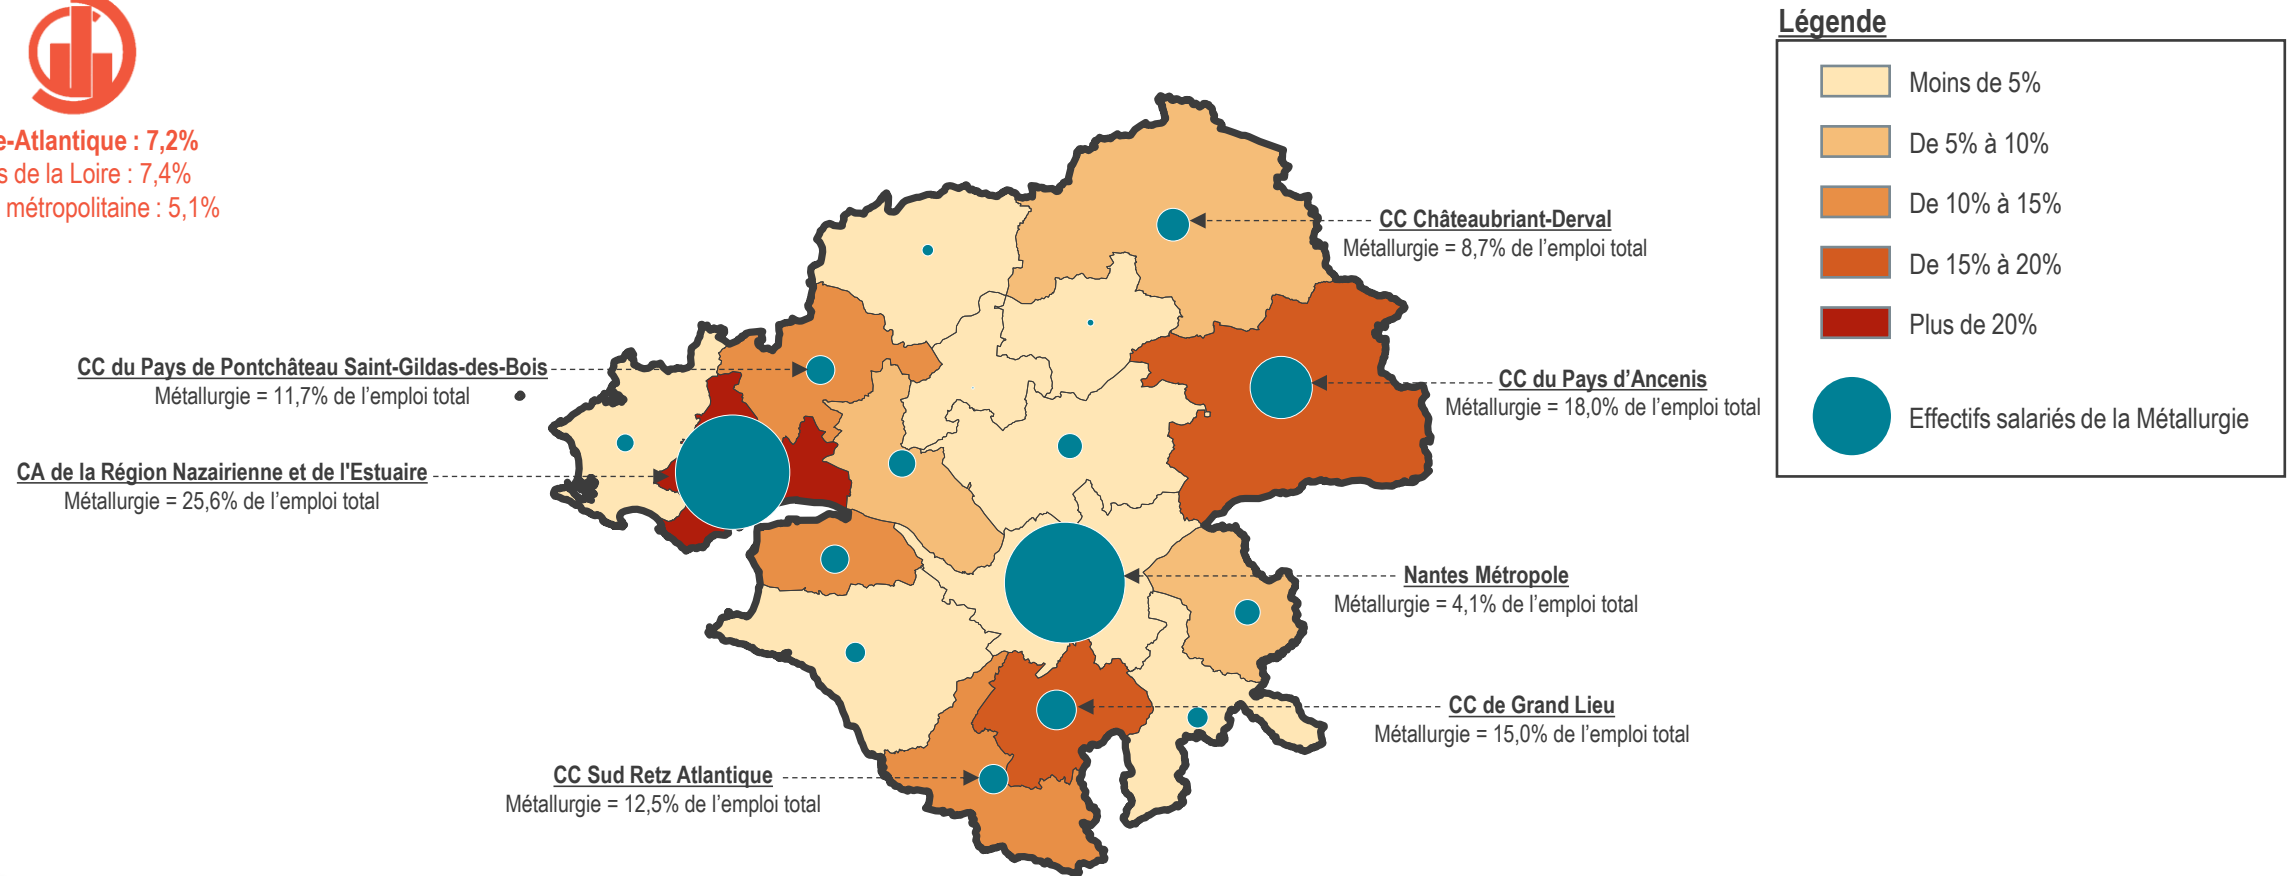 e-Atlantique : 7,2%
s de la Loire : 7,4%
métropolitaine : 5,1%
Légende
Moins de 5%
De 5% à 10%
De 10% à 15%
De 15% à 20%
Plus de 20%
Effectifs salariés de la Métallurgie
CC Châteaubriant-Derval
Métallurgie = 8,7% de l'emploi total
CC du Pays de Pontchâteau Saint-Gildas-des-Bois
Métallurgie = 11,7% de l'emploi total
CC du Pays d'Ancenis
Métallurgie = 18,0% de l'emploi total
CA de la Région Nazairienne et de l'Estuaire
Métallurgie = 25,6% de l'emploi total
Nantes Métropole
Métallurgie = 4,1% de l'emploi total
CC de Grand Lieu
Métallurgie = 15,0% de l'emploi total
CC Sud Retz Atlantique
Métallurgie = 12,5% de l'emploi total